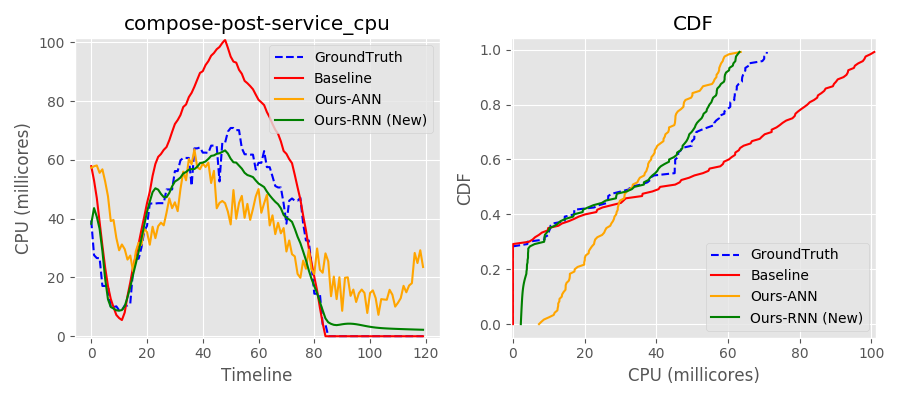 compose-post-service_cpu
CPU (millicores)
100
80
60
40
20
0
0
20
40
60
80
100
120
Timeline
GroundTruth
Baseline
Ours-ANN
Ours-RNN (New)
CDF
CDF
1.0
0.8
0.6
0.4
0.2
0.0
0
20
40
60
80
100
CPU (millicores)
GroundTruth
Baseline
Ours-ANN
Ours-RNN (New)